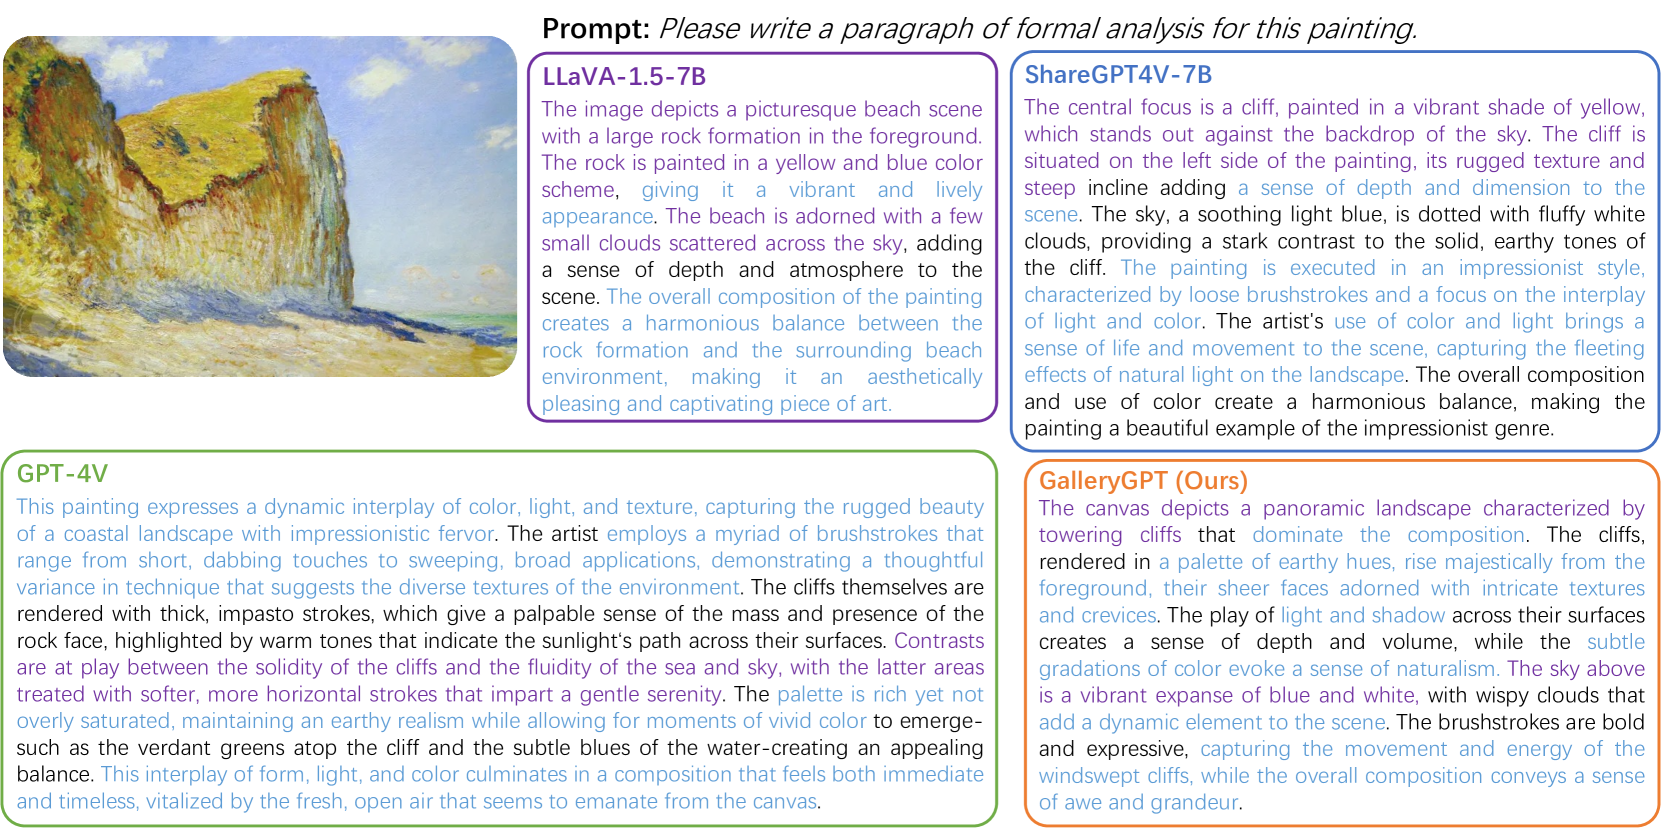 Prompt: Please write a paragraph of formal analysis for this painting.
LLaVA-1.5-7B
The image depicts a picturesque beach scene
with a large rock formation in the foreground.
The rock is painted in a yellow and blue color
scheme, giving it a vibrant and lively
appearance. The beach is adorned with a few
small clouds scattered across the sky, adding
a sense of depth and atmosphere to the
scene. The overall composition of the painting
creates a harmonious balance between the
rock formation and the surrounding beach
environment, making it an aesthetically
pleasing and captivating piece of art.
ShareGPT4V-7B
The central focus is a cliff, painted in a vibrant shade of yellow,
which stands out against the backdrop of the sky. The cliff is
situated on the left side of the painting, its rugged texture and
steep incline adding a sense of depth and dimension to the
scene. The sky, a soothing light blue, is dotted with fluffy white
clouds, providing a stark contrast to the solid, earthy tones of
the cliff. The painting is executed in an impressionist style,
characterized by loose brushstrokes and a focus on the interplay
of light and color. The artist's use of color and light brings a
sense of life and movement to the scene, capturing the fleeting
effects of natural light on the landscape. The overall composition
and use of color create a harmonious balance, making the
painting a beautiful example of the impressionist genre.
GPT-4V
This painting expresses a dynamic interplay of color, light, and texture, capturing the rugged beauty
of a coastal landscape with impressionistic fervor. The artist employs a myriad of brushstrokes that
range from short, dabbing touches to sweeping, broad applications, demonstrating a thoughtful
variance in technique that suggests the diverse textures of the environment. The cliffs themselves are
rendered with thick, impasto strokes, which give a palpable sense of the mass and presence of the
rock face, highlighted by warm tones that indicate the sunlight‘s path across their surfaces. Contrasts
are at play between the solidity of the cliffs and the fluidity of the sea and sky, with the latter areas
treated with softer, more horizontal strokes that impart a gentle serenity. The palette is rich yet not
overly saturated, maintaining an earthy realism while allowing for moments of vivid color to emerge-
such as the verdant greens atop the cliff and the subtle blues of the water-creating an appealing
balance. This interplay of form, light, and color culminates in a composition that feels both immediate
and timeless, vitalized by the fresh, open air that seems to emanate from the canvas.
GalleryGPT (Ours)
The canvas depicts a panoramic landscape characterized by
towering cliffs that dominate the composition. The cliffs,
rendered in a palette of earthy hues, rise majestically from the
foreground, their sheer faces adorned with intricate textures
and crevices. The play of light and shadow across their surfaces
creates a sense of depth and volume, while the subtle
gradations of color evoke a sense of naturalism. The sky above
is a vibrant expanse of blue and white, with wispy clouds that
add a dynamic element to the scene. The brushstrokes are bold
and expressive, capturing the movement and energy of the
windswept cliffs, while the overall composition conveys a sense
of awe and grandeur.